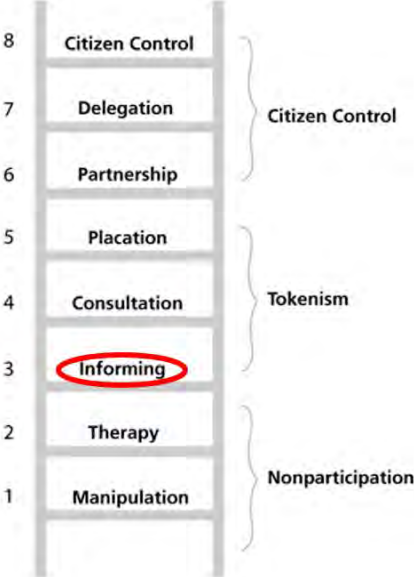 8 Citizen Control
7 Delegation
Citizen Control
6 Partnership
5 Placation
4 Consultation
Tokenism
3 Informing
2 Therapy
Nonparticipation
1 Manipulation